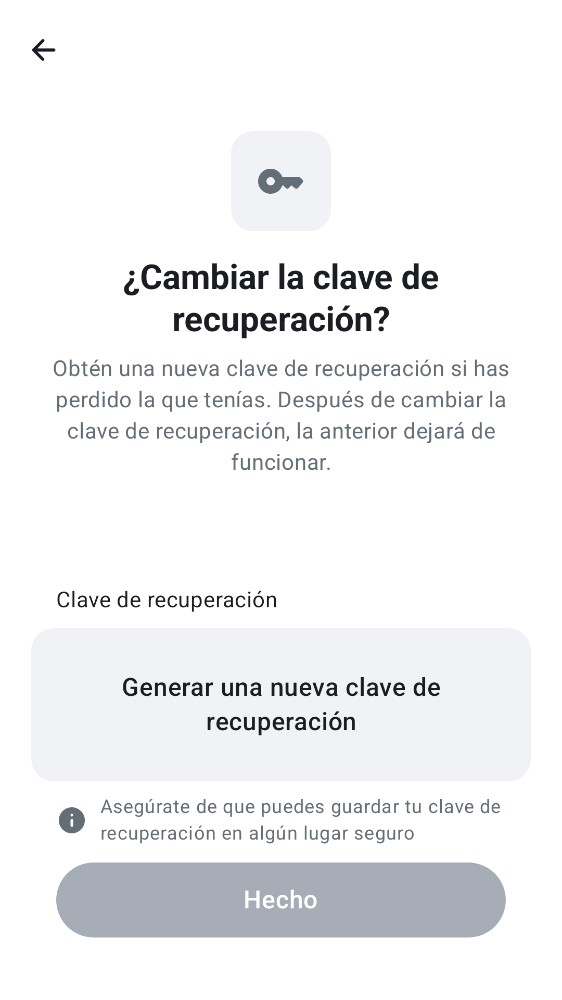 ¿Cambiar la clave de
recuperación?
Obtén una nueva clave de recuperación si has
perdido la que tenías. Después de cambiar la
clave de recuperación, la anterior dejará de
funcionar.
Clave de recuperación
Generar una nueva clave de
recuperación
Asegúrate de que puedes guardar tu clave de
recuperación en algún lugar seguro
Hecho